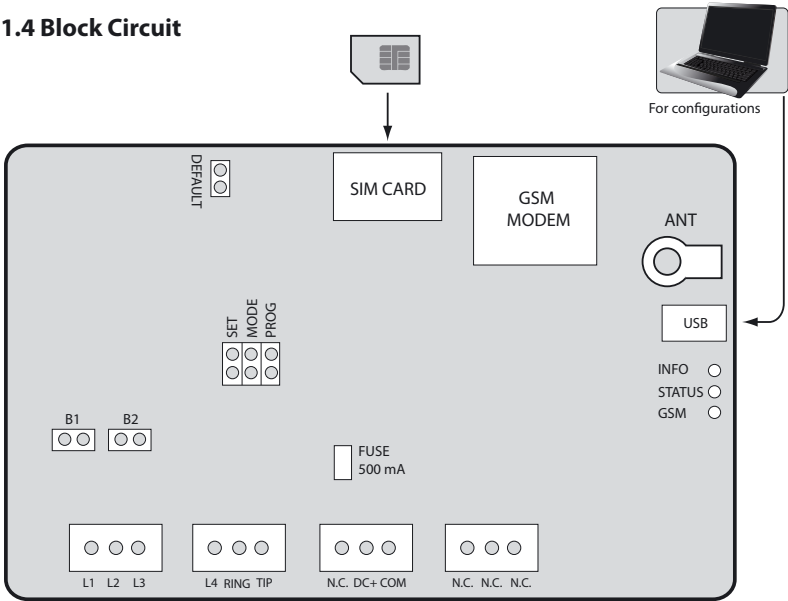 1.4 Block Circuit
For configurations
DEFAULT
SIM CARD
GSM
MODEM
ANT
USB
SET
MODE
PROG
INFO
STATUS
GSM
B1
B2
FUSE
500 mA
L1 L2 L3
L4 RING TIP
N.C. DC+ COM
N.C. N.C. N.C.